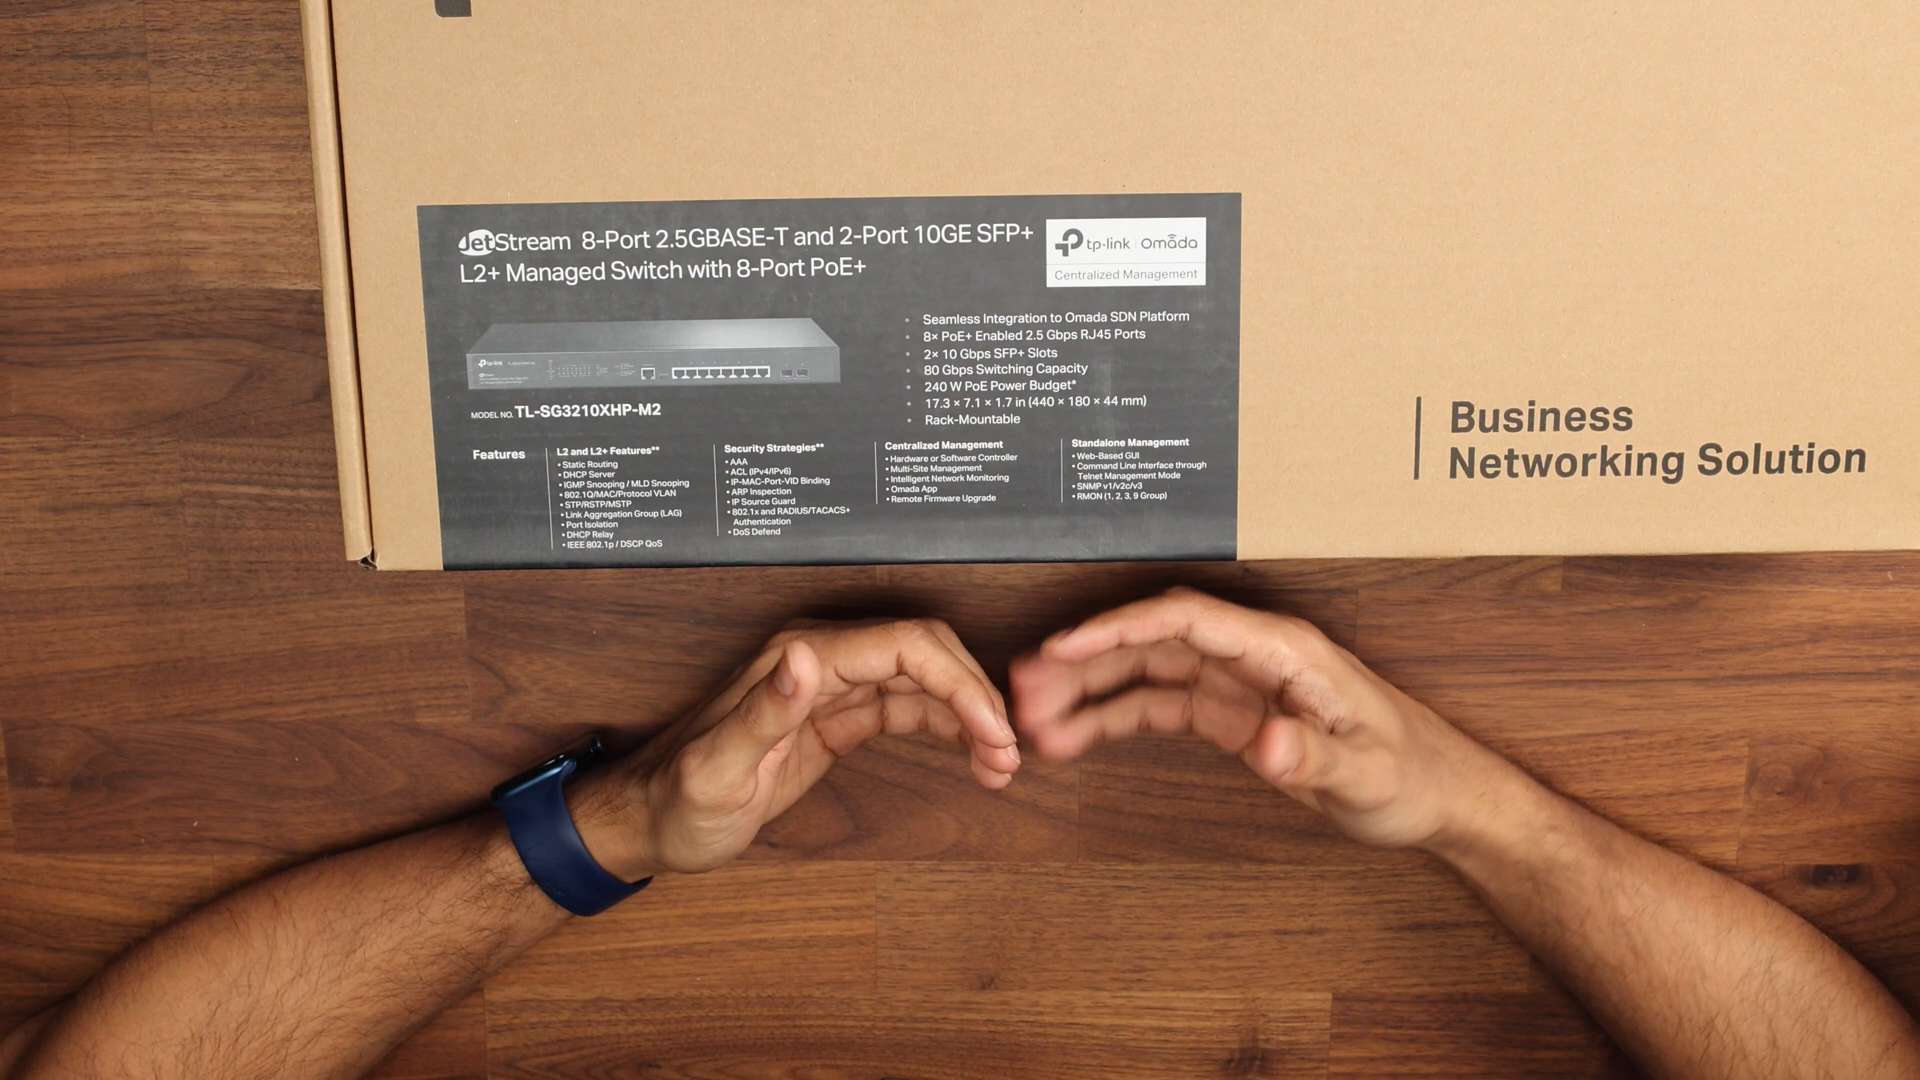 JetStream 8-Port 2.5GBASE-T and 2-Port 10GE SFP+
L2+ Managed Switch with 8-Port PoE+
tp-link | Omada
Centralized Management
• Seamless Integration to Omada SDN Platform
• 8× PoE+ Enabled 2.5 Gbps RJ45 Ports
• 2× 10 Gbps SFP+ Slots
• 80 Gbps Switching Capacity
• 240 W PoE Power Budget*
• 17.3 × 7.1 × 1.7 in (440 × 180 × 44 mm)
• Rack-Mountable
tp-link
MODEL NO. TL-SG3210XHP-M2
Features
L2 and L2+ Features**
• Static Routing
• DHCP Server
• IGMP Snooping / MLD Snooping
• 802.1Q/MAC/Protocol VLAN
• STP/RSTP/MSTP
• Link Aggregation Group (LAG)
• Port Isolation
• DHCP Relay
• IEEE 802.1p / DSCP QoS
Security Strategies**
• AAA
• ACL (IPv4/IPv6)
• IP-MAC-Port-VID Binding
• ARP Inspection
• IP Source Guard
• 802.1x and RADIUS/TACACS+
Authentication
• DoS Defend
Centralized Management
• Hardware or Software Controller
• Multi-Site Management
• Intelligent Network Monitoring
• Omada App
• Remote Firmware Upgrade
Standalone Management
• Web-Based GUI
• Command Line Interface through
Telnet Management Mode
• SNMP v1/v2c/v3
• RMON (1, 2, 3, 9 Group)
Business
Networking Solution